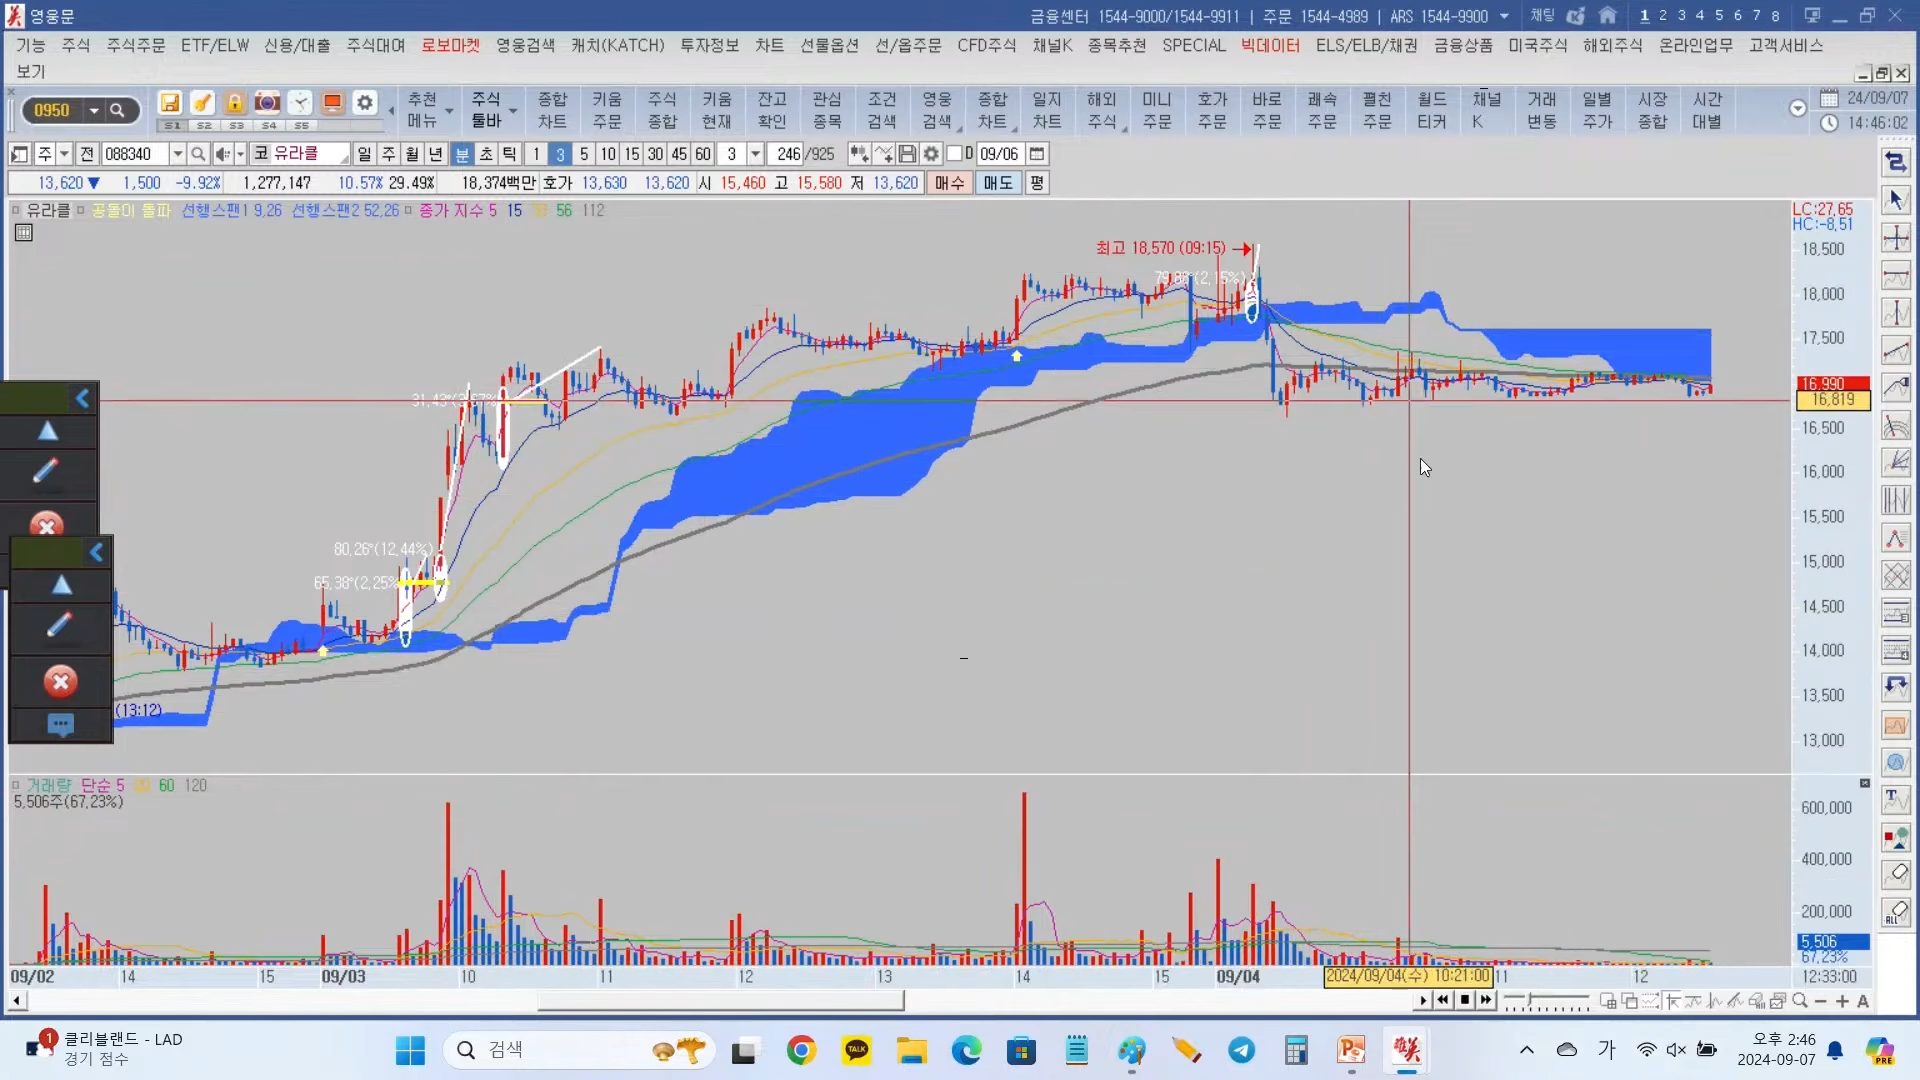 영웅문
금융센터 1544-9000/1544-9911 | 주문 1544-4989 | ARS 1544-9900 채팅 1 2 3 4 5 6 7 8
기능 주식 주식주문 ETF/ELW 신용/대출 주식대여 로보마켓 영웅검색 캐치(KATCH) 투자정보 차트 선물옵션 선/옵주문 CFD주식 채널K 종목추천 SPECIAL 빅데이터 ELS/ELB/채권 금융상품 미국주식 해외주식 온라인업무 고객서비스
보기
0950 S1 S2 S3 S4 S5
추천 주식 종합 키움 주식 키움 잔고 관심 조건 영웅 종합 일지 해외 미니 호가 바로 쾌속 펼친 월드 채널 거래 일별 시장 시간 24/09/07
메뉴 툴바 차트 주문 종합 현재 확인 종목 검색 검색 차트 차트 주식 주문 주문 주문 주문 주문 티커 K 변동 주가 종합 대별 14:46:02
주 전 088340 코 유라클 일 주 월 년 분 초 틱 1 3 5 10 15 30 45 60 3 246 /925 D 09/06
13,620 ▼ 1,500 -9.92% 1,277,147 10.57% 29.49% 18,374백만 호가 13,630 13,620 시 15,460 고 15,580 저 13,620 매수 매도 평
유라클 공돌이 돌파 선행스팬1 9,26 선행스팬2 52,26 종가 지수 5 15 56 112
LC:27.65
HC:-8.51
최고 18,570 (09:15)
79.88°(2.15%)
18,500
18,000
17,500
16,990
16,819
16,500
16,000
15,500
15,000
14,500
14,000
13,500
13,000
80.26°(12.44%)
65.38°(2.25%
(13:12)
거래량 단순 5 60 120
5,506주(67.23%)
600,000
400,000
200,000
5,506
67.23%
09/02 14 15 09/03 10 11 12 13 14 15 09/04 2024/09/04(수) 10:21:00 11 12 12:33:00
A
T
ALL
1 클리블랜드 - LAD
경기 점수
검색
TALK
가
오후 2:46
2024-09-07
PRE